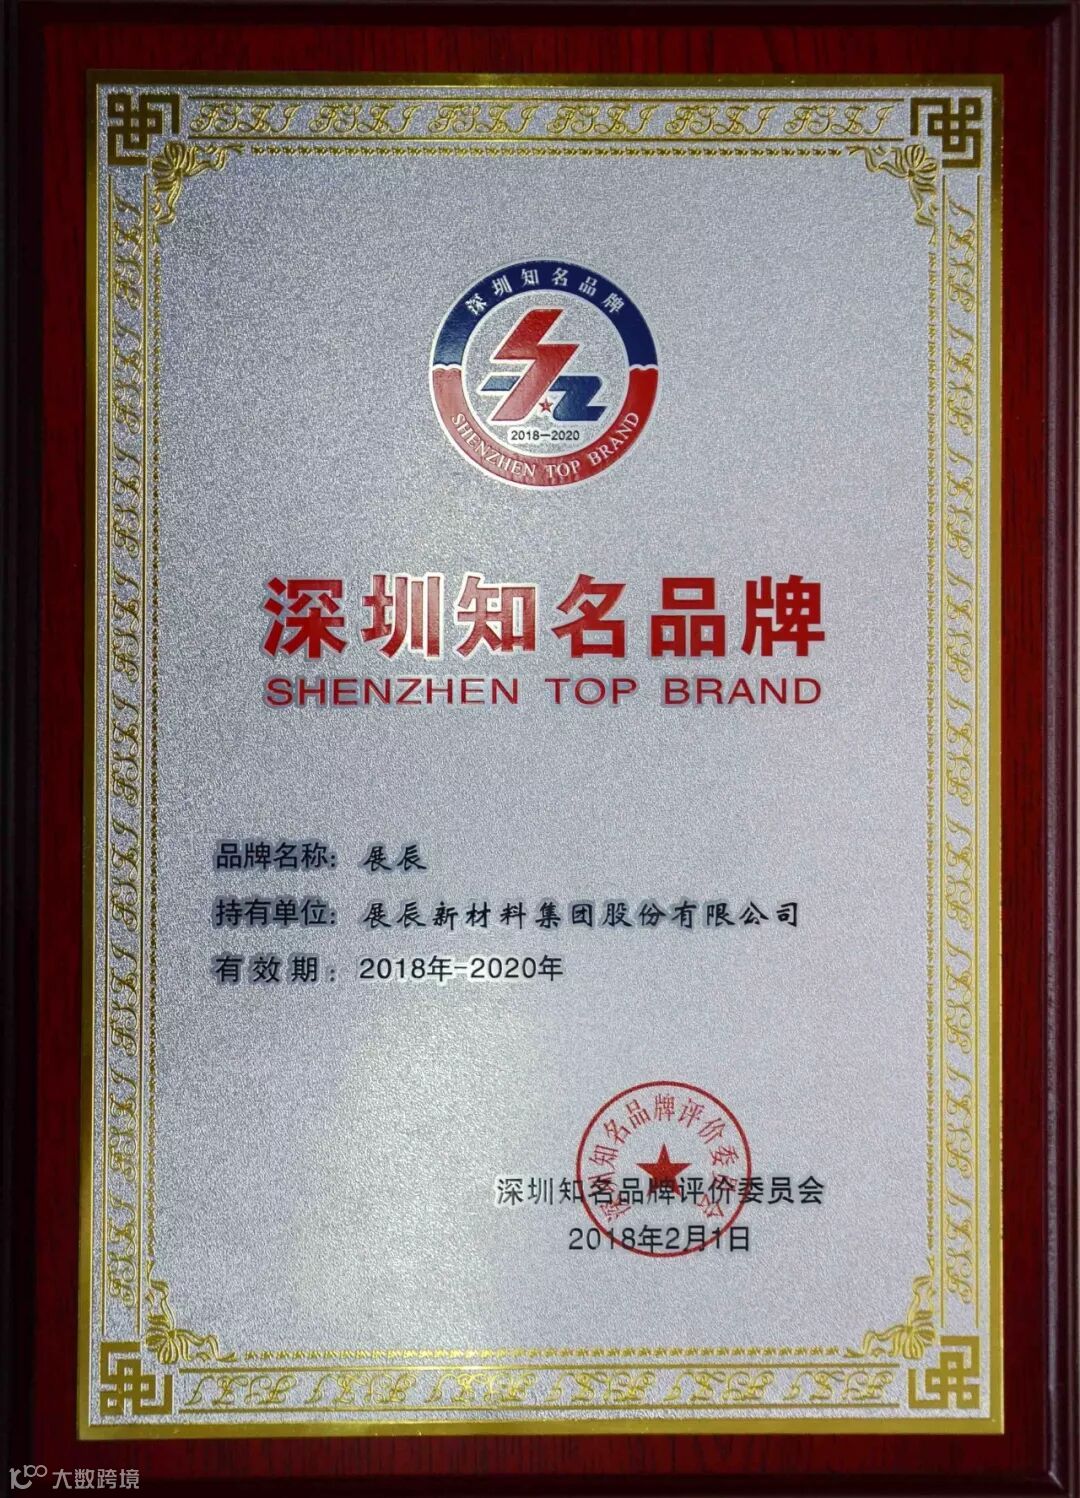 深圳知名品牌
2018-2020
SHENZHEN TOP BRAND
深圳知名品牌
SHENZHEN TOP BRAND
品牌名称：展辰
持有单位：展辰新材料集团股份有限公司
有效期：2018年-2020年
深圳知名品牌评价委员会
深圳知名品牌评价委员会
2018年2月1日
大数跨境